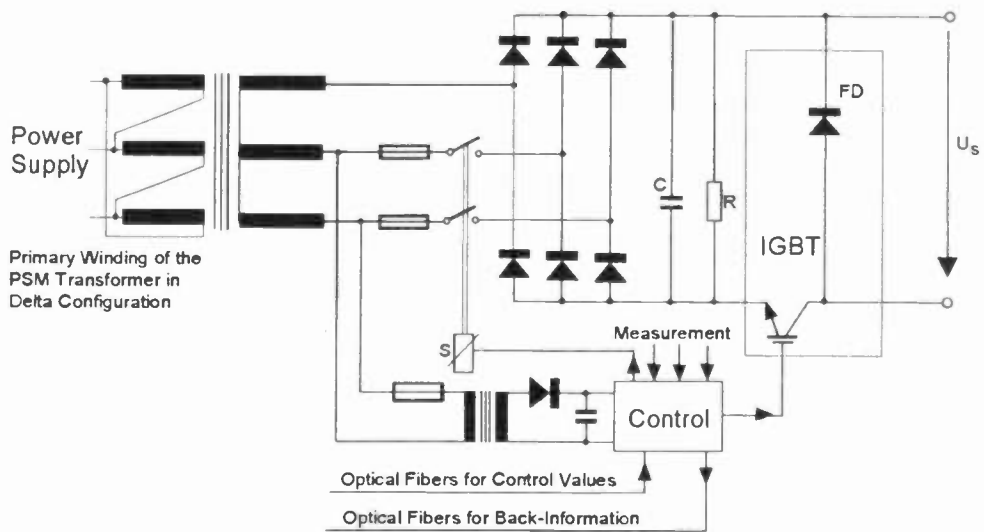 Power
Supply
Primary Winding of the
PSM Transformer in
Delta Configuration
FD
U_s
C
R
IGBT
S
Measurement
Control
Optical Fibers for Control Values
Optical Fibers for Back-Information